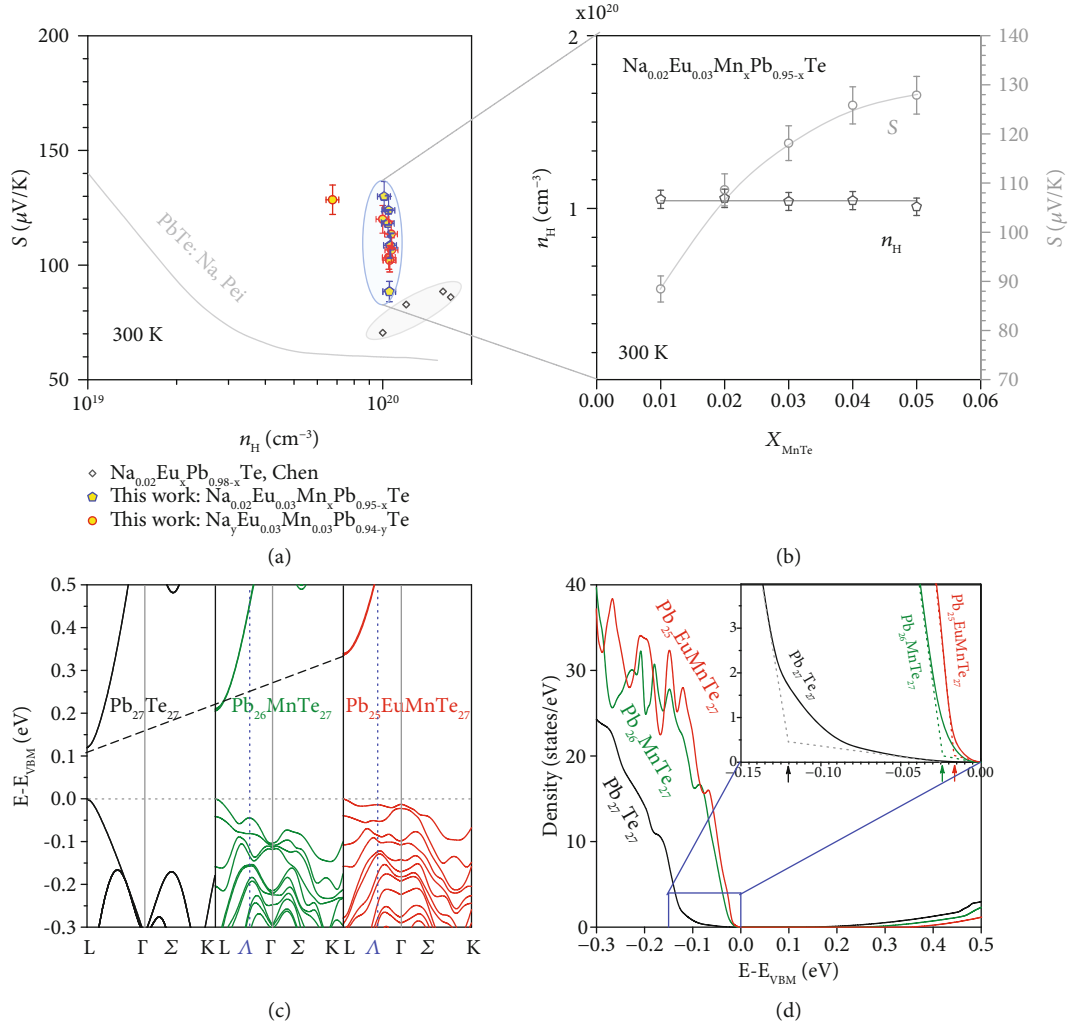 200
150
100
50
S (μV/K)
PbTe: Na, Pei
300 K
10^19
10^20
n_H (cm^−3)
Na_0.02Eu_xPb_0.98-xTe, Chen
This work: Na_0.02Eu_0.03Mn_xPb_0.95-xTe
This work: Na_yEu_0.03Mn_0.03Pb_0.94-yTe
(a)
x10^20
2
1
n_H (cm^−3)
Na_0.02Eu_0.03Mn_xPb_0.95-xTe
S
n_H
300 K
140
130
120
110
100
90
80
70
S (μV/K)
0.00 0.01 0.02 0.03 0.04 0.05 0.06
X_MnTe
(b)
0.5
0.4
0.3
0.2
0.1
0.0
-0.1
-0.2
-0.3
E-E_VBM (eV)
Pb_27Te_27 Pb_26MnTe_27 Pb_25EuMnTe_27
L Γ Σ K L Λ Γ Σ K L Λ Γ Σ K
(c)
40
30
20
10
0
Density (states/eV)
Pb_25EuMnTe_27
Pb_26MnTe_27
Pb_27Te_27
3
2
1
0
Pb_27Te_27
Pb_26MnTe_27
Pb_25EuMnTe_27
−0.15 −0.10 −0.05 0.00
−0.3 −0.2 −0.1 0.0 0.1 0.2 0.3 0.4 0.5
E-E_VBM (eV)
(d)